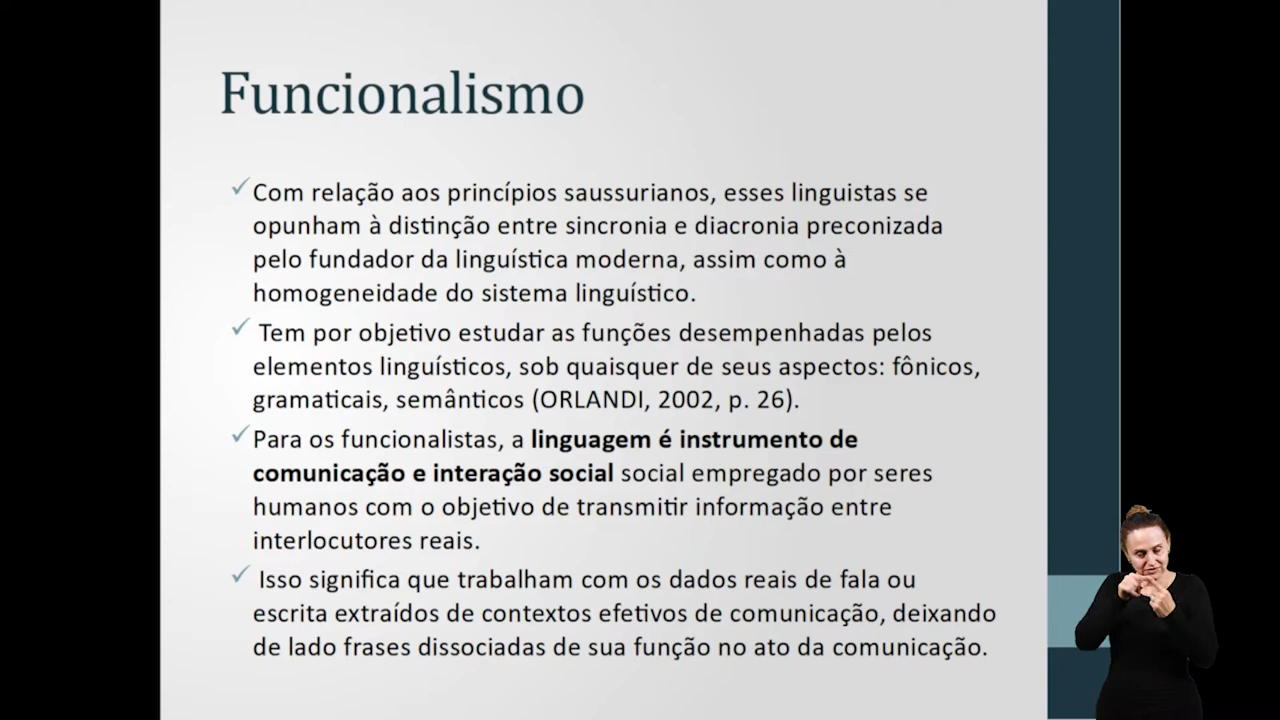 Funcionalismo
Com relação aos princípios saussurianos, esses linguistas se
opunham à distinção entre sincronia e diacronia preconizada
pelo fundador da linguística moderna, assim como à
homogeneidade do sistema linguístico.
Tem por objetivo estudar as funções desempenhadas pelos
elementos linguísticos, sob quaisquer de seus aspectos: fônicos,
gramaticais, semânticos (ORLANDI, 2002, p. 26).
Para os funcionalistas, a linguagem é instrumento de
comunicação e interação social social empregado por seres
humanos com o objetivo de transmitir informação entre
interlocutores reais.
Isso significa que trabalham com os dados reais de fala ou
escrita extraídos de contextos efetivos de comunicação, deixando
de lado frases dissociadas de sua função no ato da comunicação.